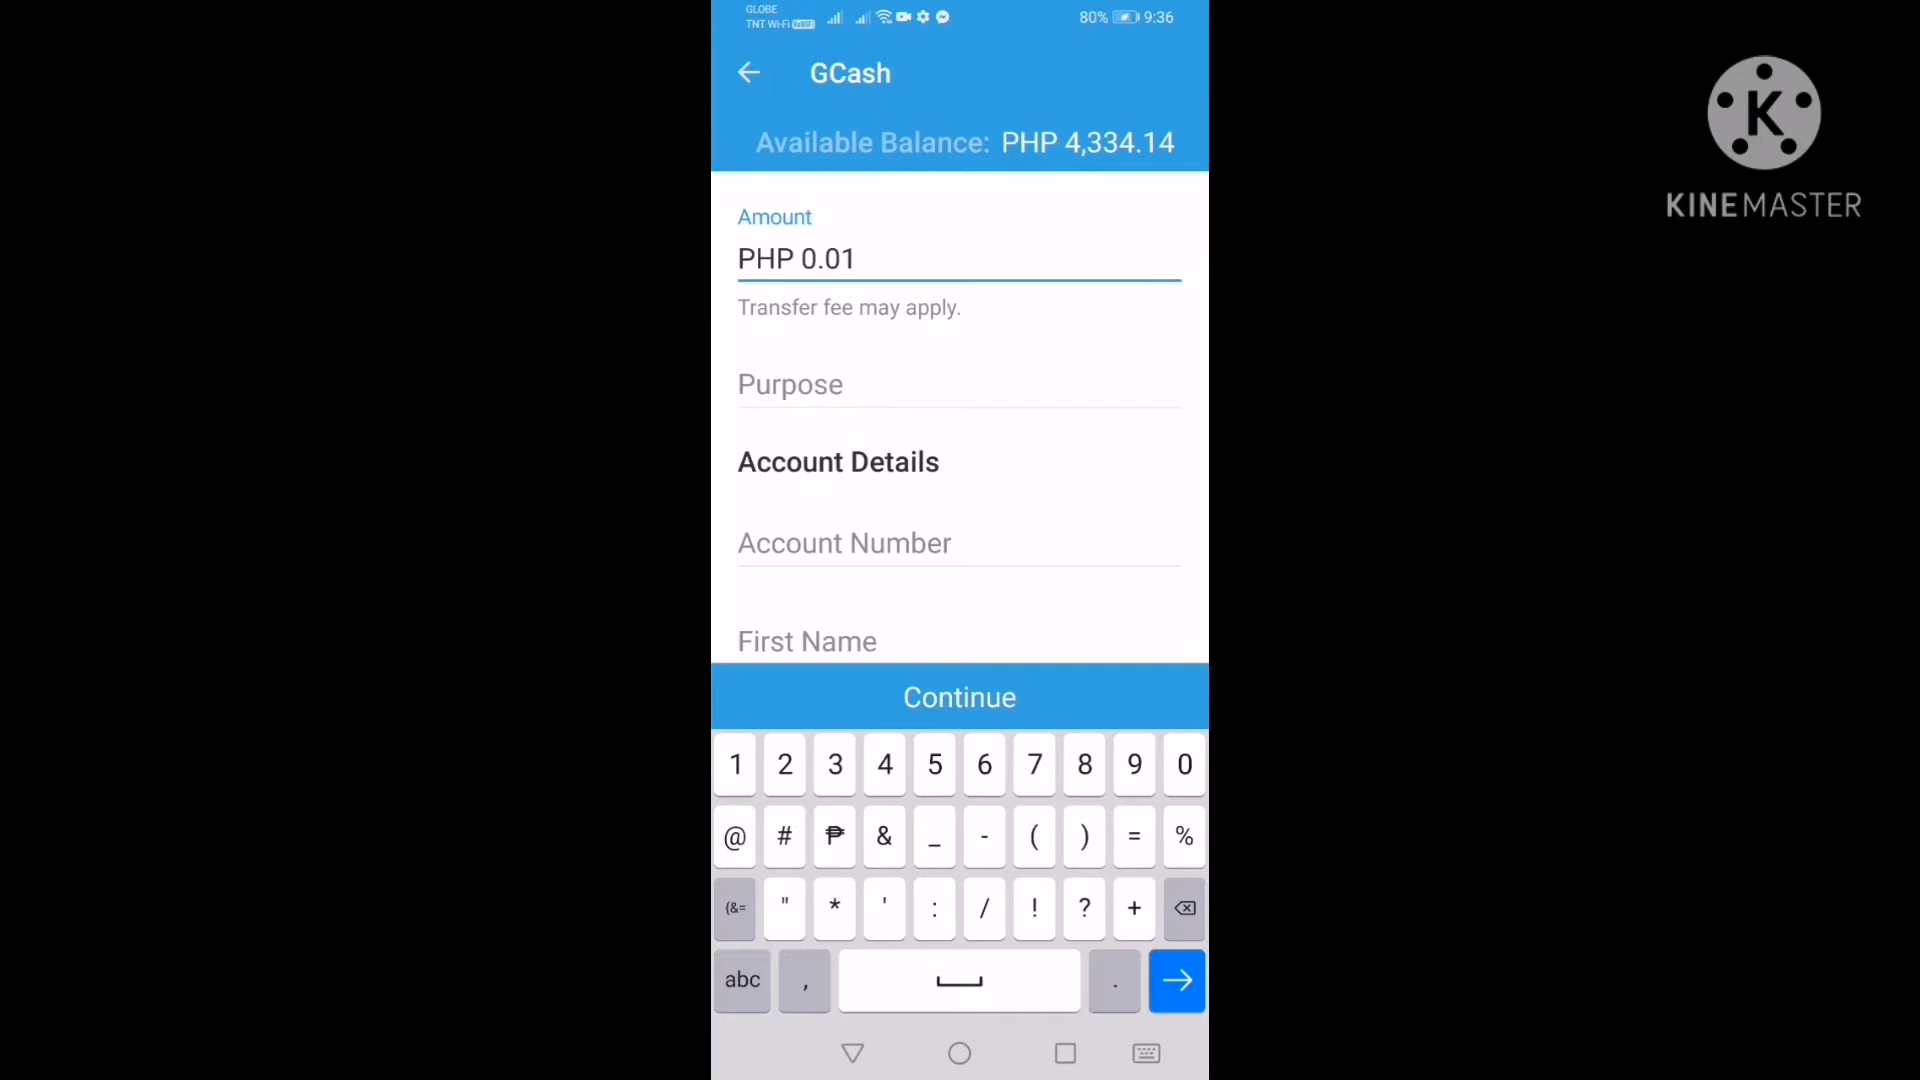 GLOBE
TNT Wi-Fi VoWiFi
80% 9:36
GCash
Available Balance: PHP 4,334.14
Amount
PHP 0.01
Transfer fee may apply.
Purpose
Account Details
Account Number
First Name
Continue
1 2 3 4 5 6 7 8 9 0
@ # ₱ & _ - ( ) = %
{&= " * ' : / ! ? +
abc , .
K
KINEMASTER